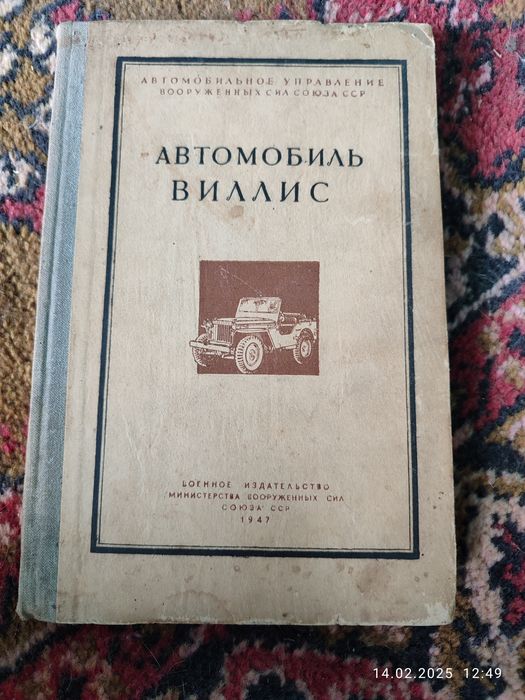 АВТОМОБИЛЬНОЕ УПРАВЛЕНИЕ
ВООРУЖЕННЫХ СИЛ СОЮЗА ССР
АВТОМОБИЛЬ
ВИЛЛИС
ВОЕННОЕ ИЗДАТЕЛЬСТВО
МИНИСТЕРСТВА ВООРУЖЕННЫХ СИЛ
СОЮЗА ССР
1947
14.02.2025 12:49